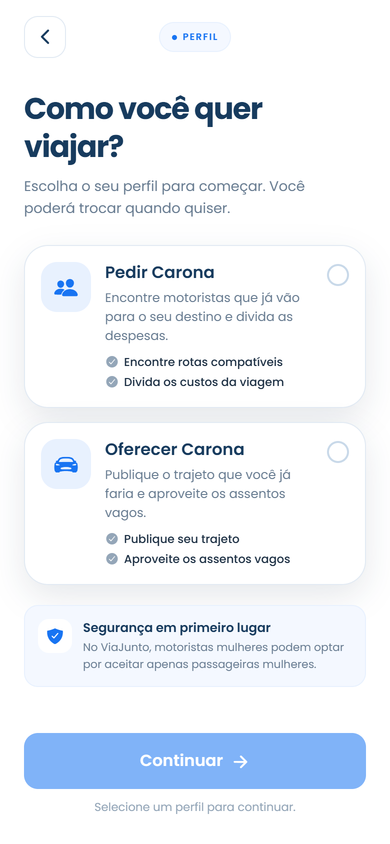 PERFIL
Como você quer
viajar?
Escolha o seu perfil para começar. Você
poderá trocar quando quiser.
Pedir Carona
Encontre motoristas que já vão
para o seu destino e divida as
despesas.
Encontre rotas compatíveis
Divida os custos da viagem
Oferecer Carona
Publique o trajeto que você já
faria e aproveite os assentos
vagos.
Publique seu trajeto
Aproveite os assentos vagos
Segurança em primeiro lugar
No ViaJunto, motoristas mulheres podem optar
por aceitar apenas passageiras mulheres.
Continuar →
Selecione um perfil para continuar.